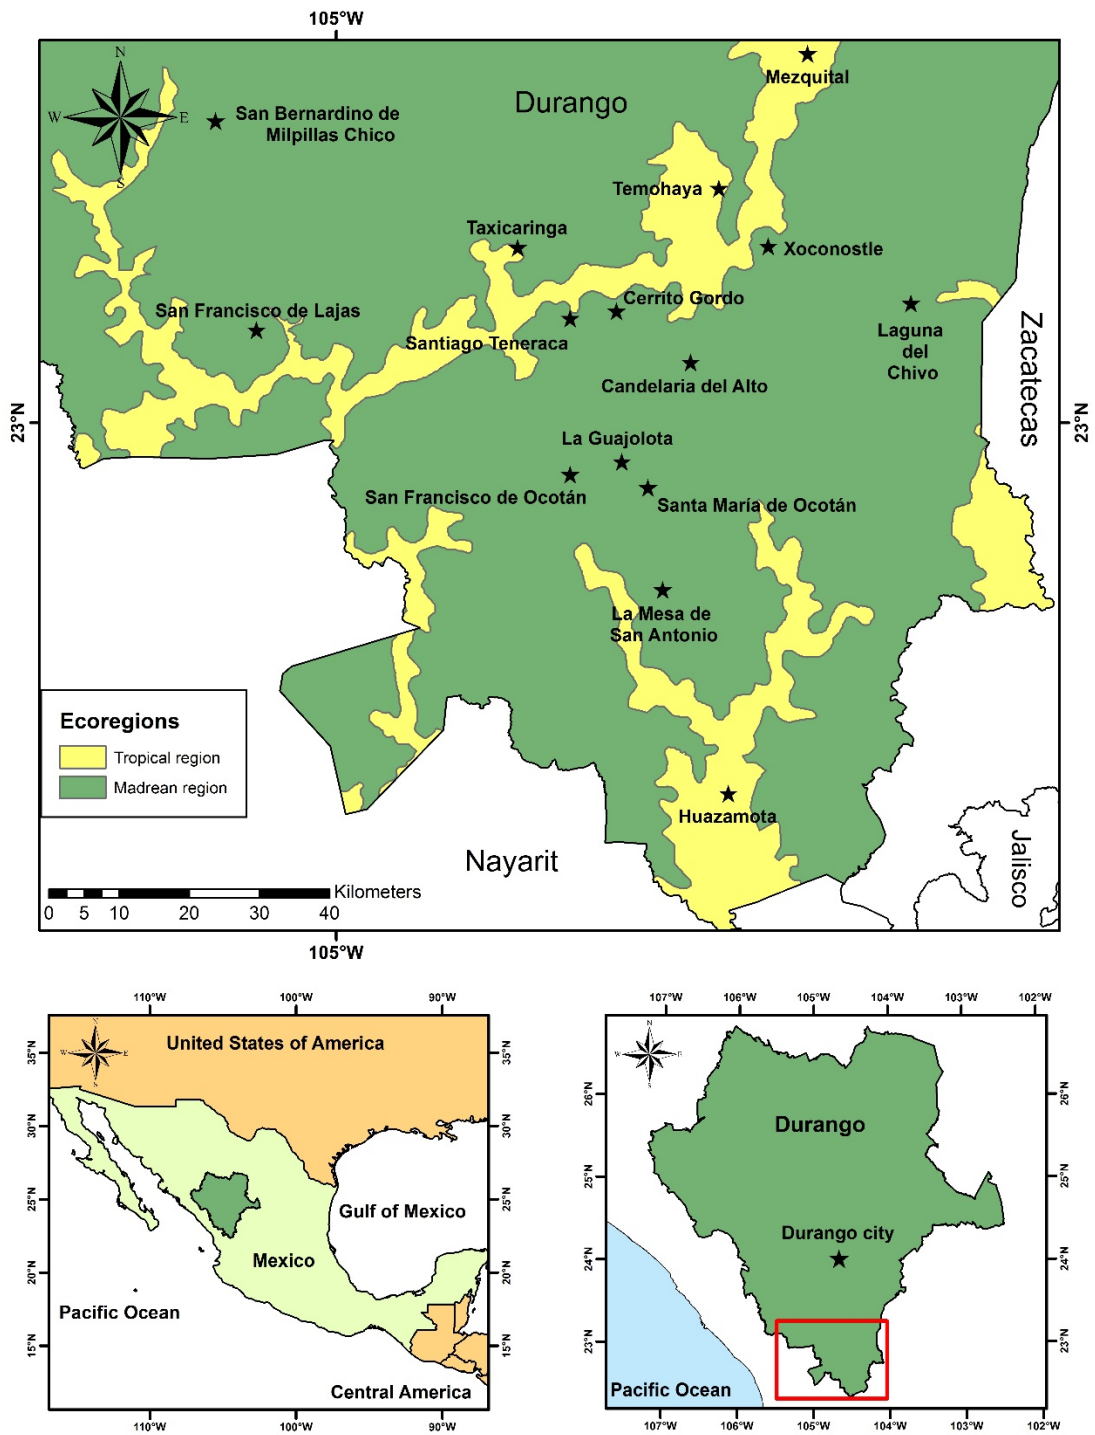 105°W
N
W
E
S
San Bernardino de
Milpillas Chico
Durango
Mezquital
Temohaya
Taxicaringa
Xoconostle
San Francisco de Lajas
Cerrito Gordo
Santiago Teneraca
Laguna
del
Chivo
Zacatecas
Candelaria del Alto
23°N
23°N
La Guajolota
San Francisco de Ocotán
Santa María de Ocotán
La Mesa de
San Antonio
Ecoregions
Tropical region
Madrean region
Huazamota
Nayarit
Jalisco
Kilometers
0 5 10 20 30 40
105°W
110°W 100°W 90°W
N
W
E
S
United States of America
35°N
35°N
30°N
30°N
25°N
25°N
Gulf of Mexico
Mexico
20°N
20°N
Pacific Ocean
15°N
15°N
Central America
110°W 100°W 90°W
107°W 106°W 105°W 104°W 103°W 102°W
N
W
E
S
26°N
26°N
Durango
25°N
25°N
Durango city
24°N
24°N
23°N
23°N
Pacific Ocean
107°W 106°W 105°W 104°W 103°W 102°W